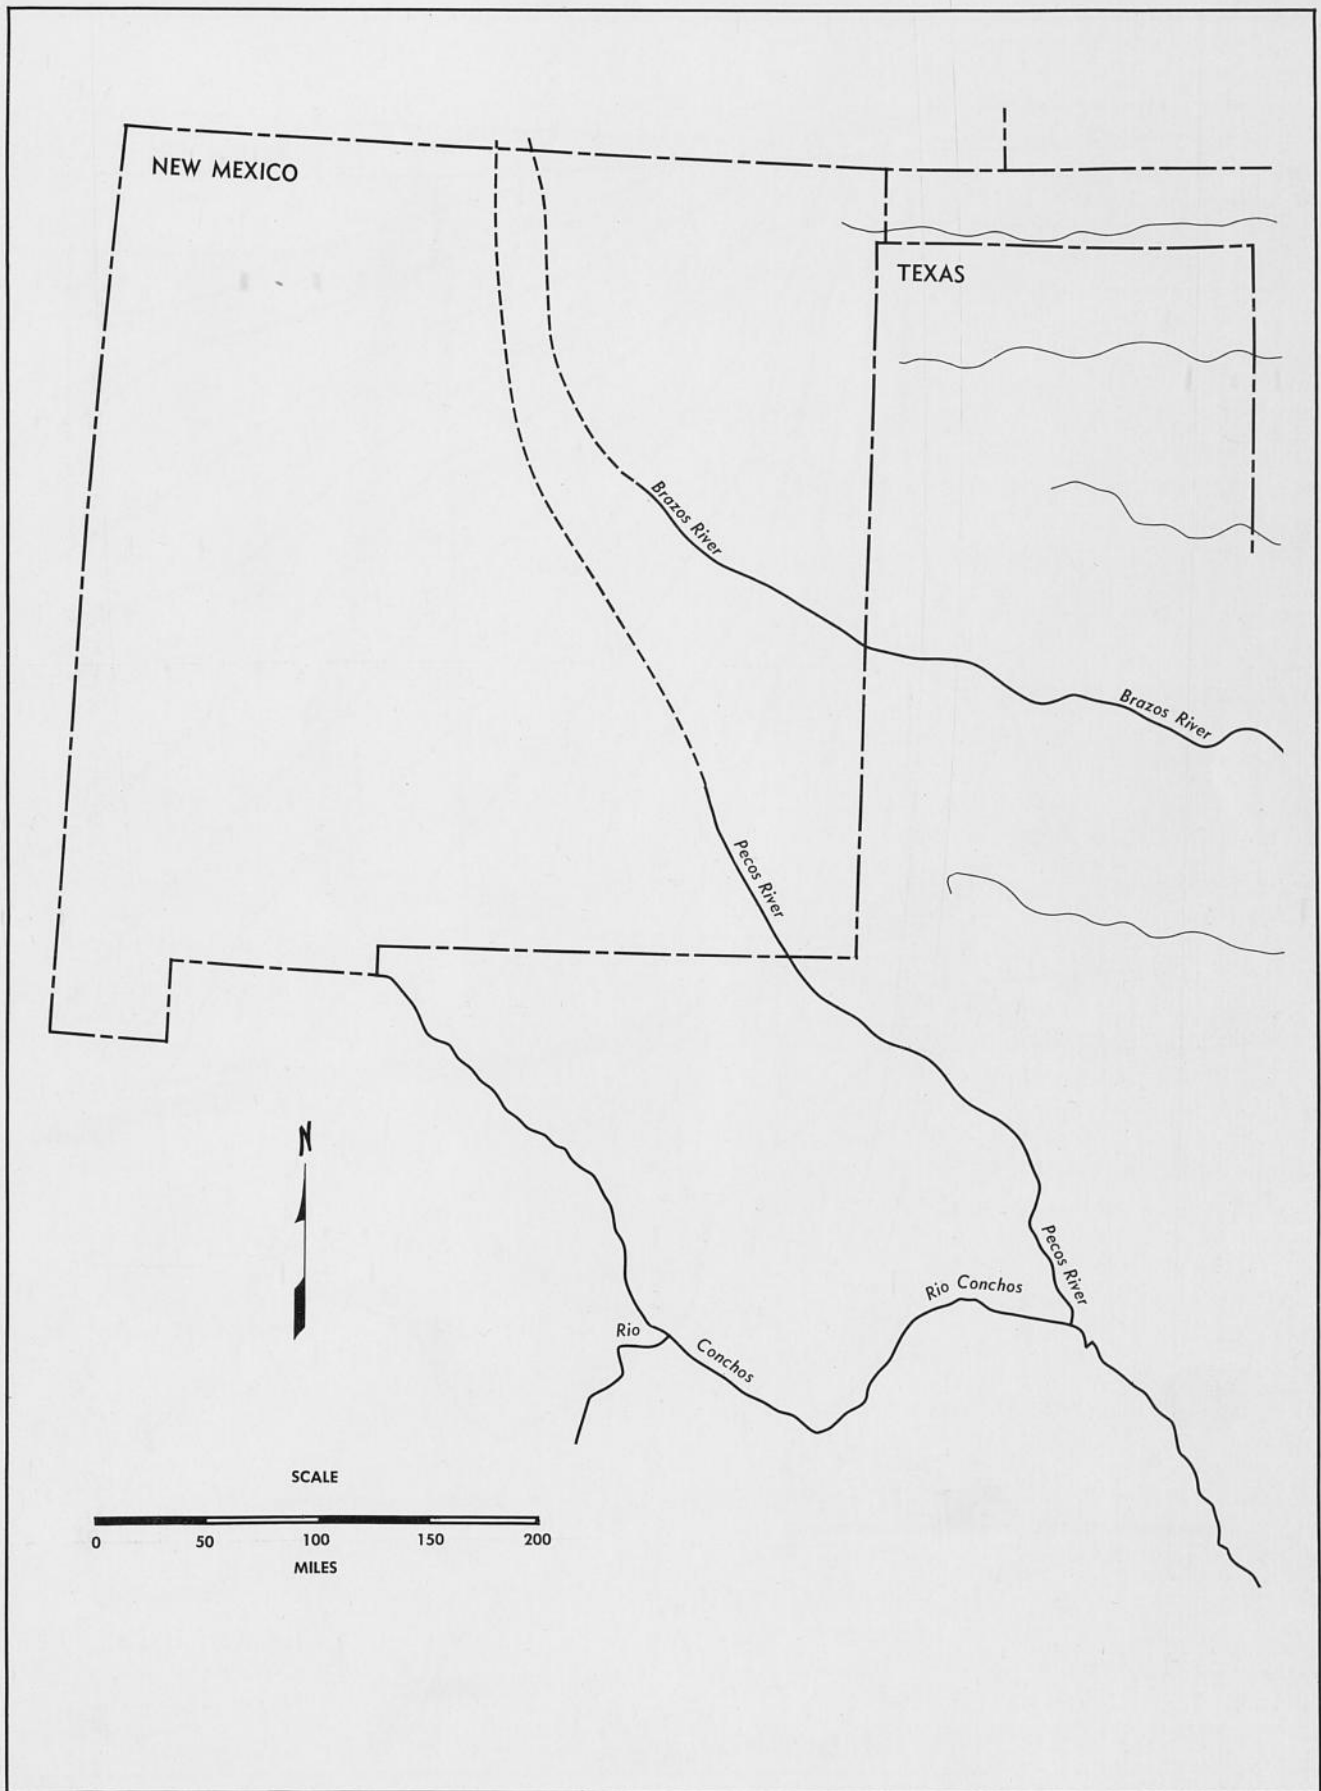 NEW MEXICO
TEXAS
Brazos River
Brazos River
Pecos River
N
Pecos River
Rio Conchos
Rio
Conchos
SCALE
0 50 100 150 200
MILES